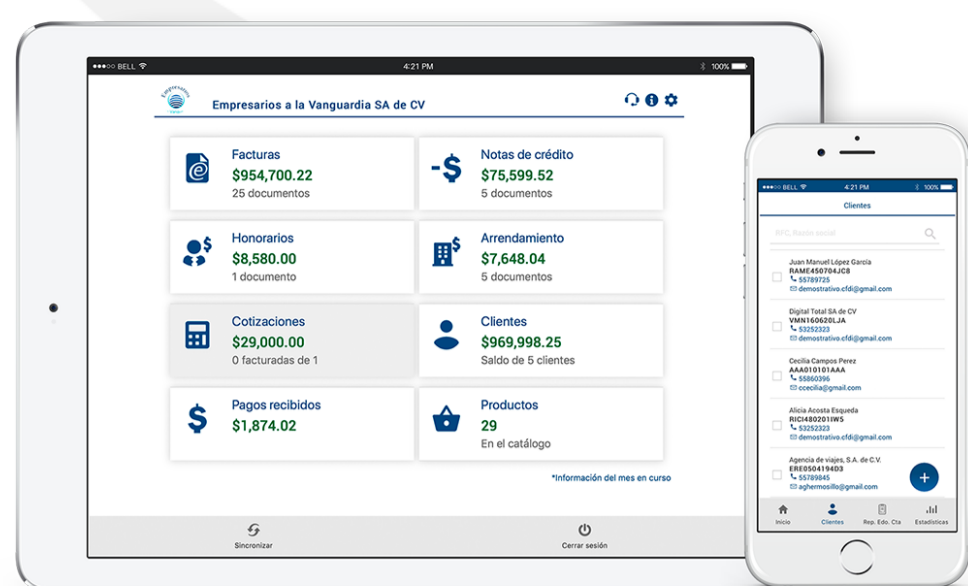 BELL
4:21 PM
100%
Empresarios a la Vanguardia SA de CV
Facturas
$954,700.22
25 documentos
Notas de crédito
$75,599.52
5 documentos
Honorarios
$8,580.00
1 documento
Arrendamiento
$7,648.04
5 documentos
Cotizaciones
$29,000.00
0 facturadas de 1
Clientes
$969,998.25
Saldo de 5 clientes
Pagos recibidos
$1,874.02
Productos
29
En el catálogo
*Información del mes en curso
Sincronizar
Cerrar sesión
BELL
4:21 PM
100%
Clientes
RFC, Razón social
Juan Manuel López García
RAME450704JC8
55789725
demostrativo.cfdi@gmail.com
Digital Total SA de CV
VMN160620LJA
53252323
demostrativo.cfdi@gmail.com
Cecilia Campos Perez
AAA010101AAA
55860396
ccecilia@gmail.com
Alicia Acosta Esqueda
RICI480201IW5
53252323
demostrativo.cfdi@gmail.com
Agencia de viajes, S.A. de C.V.
ERE0504194D3
55789845
aghermosillo@gmail.com
Inicio
Clientes
Rep. Edo. Cta
Estadísticas